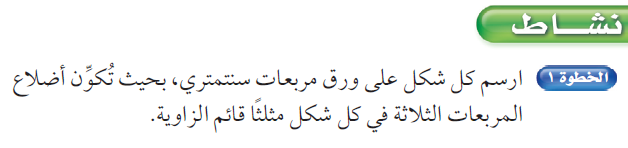 نشاط
الخطوة ١ ارسم كل شكل على ورق مربعات سنتمتري، بحيث تُكوِّن أضلاع
المربعات الثلاثة في كل شكل مثلثًا قائم الزاوية.